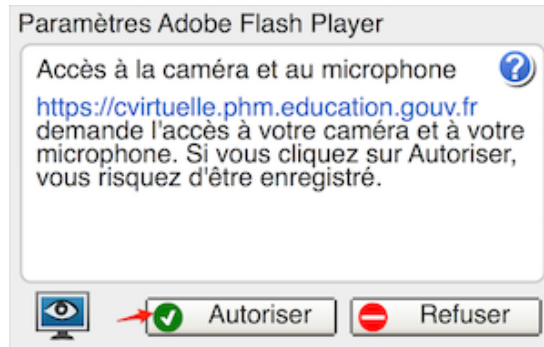 Paramètres Adobe Flash Player
Accès à la caméra et au microphone
?
https://cvirtuelle.phm.education.gouv.fr
demande l'accès à votre caméra et à votre
microphone. Si vous cliquez sur Autoriser,
vous risquez d'être enregistré.
Autoriser
Refuser